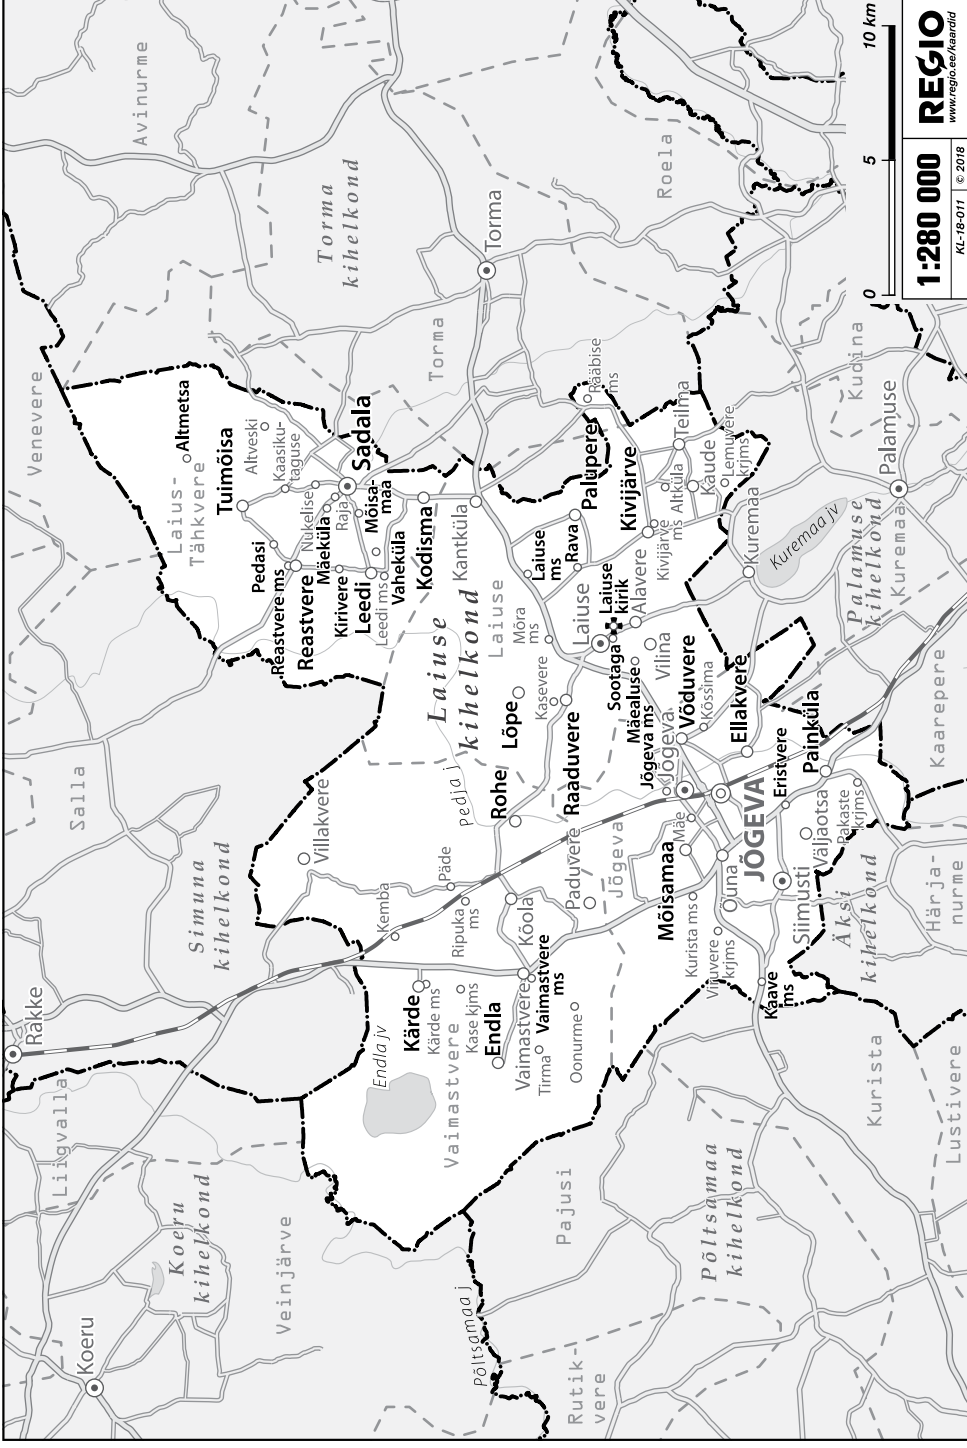 Rakke
Simuna
kihelkond
Salla
Venevere
Avinurme
Liigvalla
Koeru
Koeru
kihelkond
Veinjärve
Villakvere
Laius-
Tähkvere
Altmetsa
Tuimõisa
Altveski
Kaasiku-
taguse
Pedasi
Nukelise
Sadala
Reastvere ms
Reastvere
Mäeküla
Raja
Mõisa-
maa
Kirivere
Leedi
Leedi ms
Vaheküla
Kodisma
Kantküla
Torma
kihelkond
Torma
Torma
Roela
Endla jv
Kemba
Päde
Ripuka
ms
Kärde
Kärde ms
Kase kjms
Vaimastvere
Endla
Vaimastvere
Vaimastvere
ms
Tirma
Oonurme
Kõola
Paduvere
Pedja j
Laiuse
kihelkond
Laiuse
Mõra
ms
Rohe
Lõpe
Kasevere
Raaduvere
Laiuse
Laiuse
kirik
Laiuse
ms
Rava
Palupere
Rääbise
ms
Kivijärve
Kivijärve
ms
Altküla
Teilma
Kaude
Lemuvere
krjms
Alavere
Sootaga
Mäealuse
Vilina
Jõgeva ms
Jõgeva
Võduvere
Kõssima
Ellakvere
Kuremaa
Kuremaa jv
Palamuse
kihelkond
Kuremaa
Palamuse
Kudina
Jõgeva
Mäe
Mõisamaa
Kurista ms
Õuna
JÕGEVA
Eristvere
Painküla
Siimusti
Väljaotsa
Pakaste
krjms
Viruvere
krjms
Kaave
ms
Äksi
kihelkond
Härja-
nurme
Kaarepere
Kurista
Lustivere
Pajusi
Põltsamaa
kihelkond
Põltsamaa j
Rutik-
vere
0
5
10 km
1:280 000
REGIO
www.regio.ee/kaardid
KL-18-011
© 2018